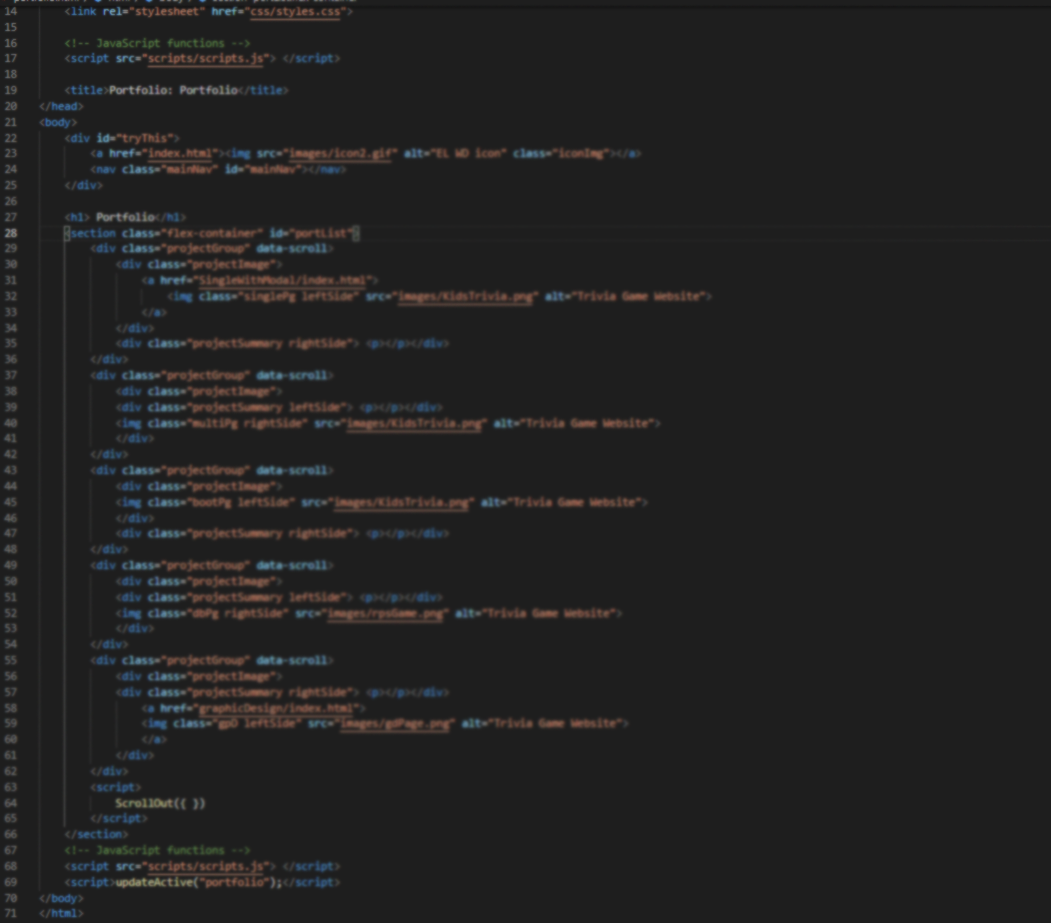 14 <link rel="stylesheet" href="css/styles.css">
15
16 <!-- JavaScript functions -->
17 <script src="scripts/scripts.js"> </script>
18
19 <title>Portfolio: Portfolio</title>
20 </head>
21 <body>
22 <div id="tryThis">
23 <a href="index.html"><img src="images/icon2.gif" alt="EL WD icon" class="iconImg"></a>
24 <nav class="mainNav" id="mainNav"></nav>
25 </div>
26
27 <h1> Portfolio</h1>
28 <section class="flex-container" id="portList">
29 <div class="projectGroup" data-scroll>
30 <div class="projectImage">
31 <a href="SingleWithModal/index.html">
32 <img class="singlePg leftSide" src="images/KidsTrivia.png" alt="Trivia Game Website">
33 </a>
34 </div>
35 <div class="projectSummary rightSide"> <p></p></div>
36 </div>
37 <div class="projectGroup" data-scroll>
38 <div class="projectImage">
39 <div class="projectSummary leftSide"> <p></p></div>
40 <img class="multiPg rightSide" src="images/KidsTrivia.png" alt="Trivia Game Website">
41 </div>
42 </div>
43 <div class="projectGroup" data-scroll>
44 <div class="projectImage">
45 <img class="bootPg leftSide" src="images/KidsTrivia.png" alt="Trivia Game Website">
46 </div>
47 <div class="projectSummary rightSide"> <p></p></div>
48 </div>
49 <div class="projectGroup" data-scroll>
50 <div class="projectImage">
51 <div class="projectSummary leftSide"> <p></p></div>
52 <img class="dbPg rightSide" src="images/rpsGame.png" alt="Trivia Game Website">
53 </div>
54 </div>
55 <div class="projectGroup" data-scroll>
56 <div class="projectImage">
57 <div class="projectSummary rightSide"> <p></p></div>
58 <a href="graphicDesign/index.html">
59 <img class="gpD leftSide" src="images/gdPage.png" alt="Trivia Game Website">
60 </a>
61 </div>
62 </div>
63 <script>
64 ScrollOut({ })
65 </script>
66 </section>
67 <!-- JavaScript functions -->
68 <script src="scripts/scripts.js"> </script>
69 <script>updateActive("portfolio");</script>
70 </body>
71 </html>